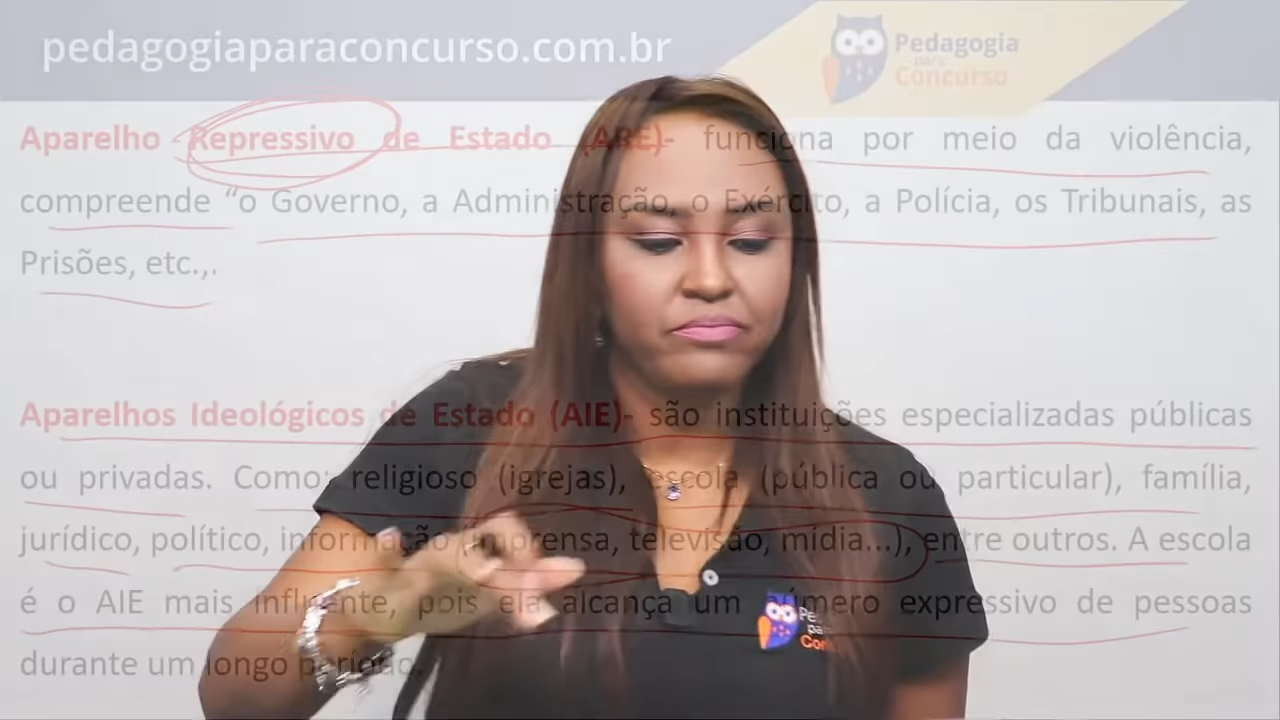 pedagogiaparaconcurso.com.br
Pedagogia
para
Concurso
Aparelho Repressivo de Estado (ARE)- funciona por meio da violência,
compreende “o Governo, a Administração, o Exército, a Polícia, os Tribunais, as
Prisões, etc.,.
Aparelhos Ideológicos de Estado (AIE)- são instituições especializadas públicas
ou privadas. Como: religioso (igrejas), escola (pública ou particular), família,
jurídico, político, informação (imprensa, televisão, mídia...), entre outros. A escola
é o AIE mais influente, pois ela alcança um número expressivo de pessoas
durante um longo período.